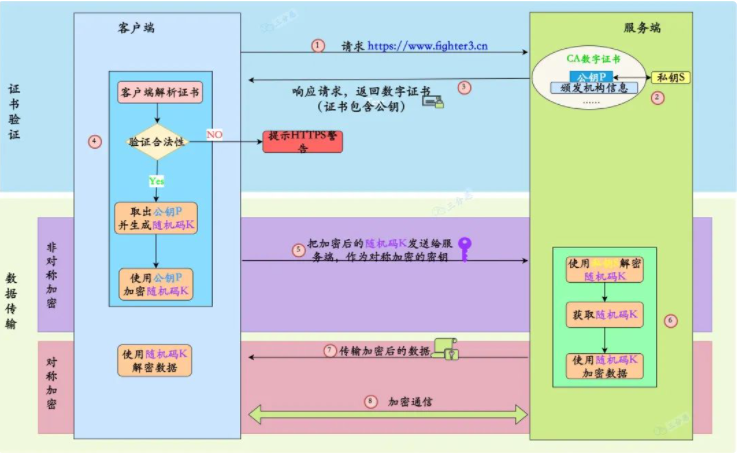 客户端
服务端
① 请求 https://www.fighter3.cn
CA数字证书
公钥P
私钥S
颁发机构信息
......
②
响应请求，返回数字证书
（证书包含公钥）
③
证书验证
客户端解析证书
④
验证合法性
NO
提示HTTPS警
告
Yes
取出公钥P
并生成随机码K
使用公钥P
加密随机码K
数据传输
非对称加密
⑤ 把加密后的随机码K发送给服
务端，作为对称加密的密钥
使用 解密
随机码K
获取随机码K
⑥
使用随机码K
加密数据
对称加密
使用随机码K
解密数据
⑦ 传输加密后的数据
⑧ 加密通信